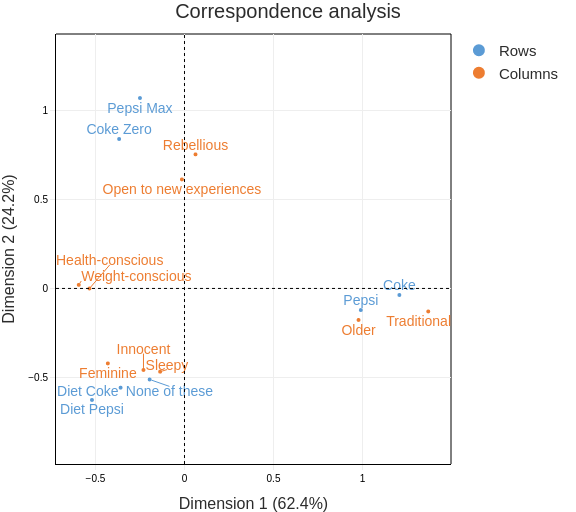 Correspondence analysis
Rows
Columns
Dimension 2 (24.2%)
1
0.5
0
−0.5
Pepsi Max
Coke Zero
Rebellious
Open to new experiences
Health-conscious
Weight-conscious
Coke
Pepsi
Traditional
Older
Innocent
Sleepy
Feminine
Diet Coke
None of these
Diet Pepsi
−0.5
0
0.5
1
Dimension 1 (62.4%)